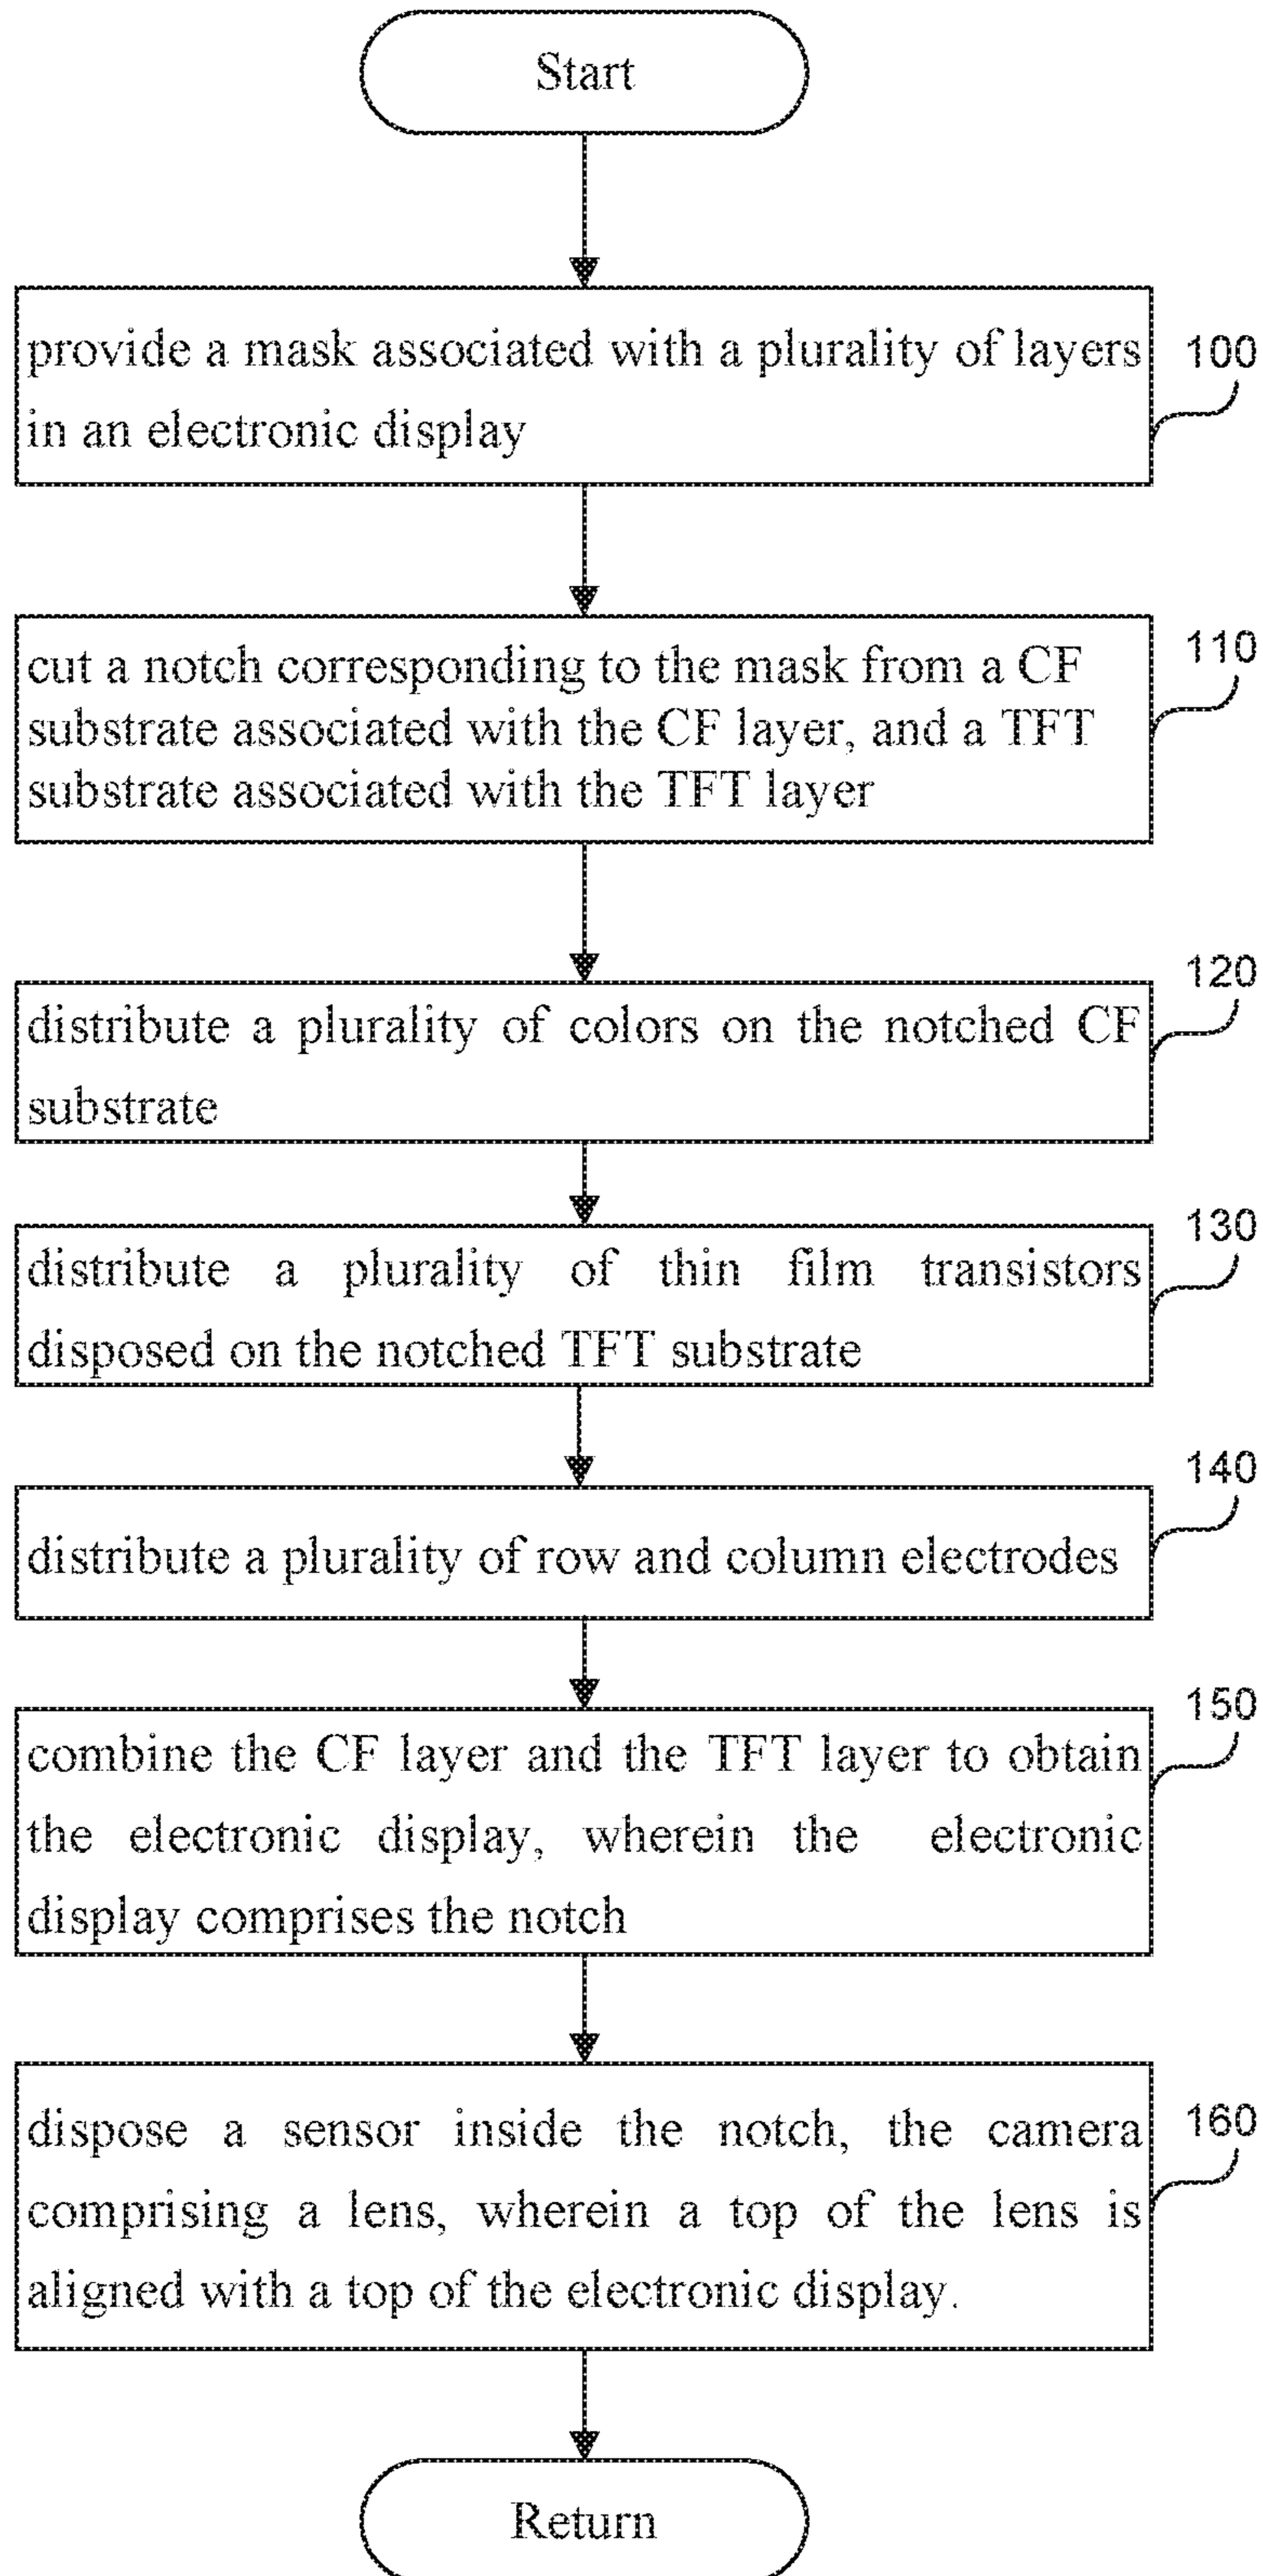 Start
provide a mask associated with a plurality of layers
100
in an electronic display
cut a notch corresponding to the mask from a CF
110
substrate associated with the CF layer, and a TFT
substrate associated with the TFT layer
120
distribute a plurality of colors on the notched CF
substrate
130
distribute a plurality of thin film transistors
disposed on the notched TFT substrate
140
distribute a plurality of row and column electrodes
150
combine the CF layer and the TFT layer to obtain
the electronic display, wherein the electronic
display comprises the notch
160
dispose a sensor inside the notch, the camera
comprising a lens, wherein a top of the lens is
aligned with a top of the electronic display.
Return